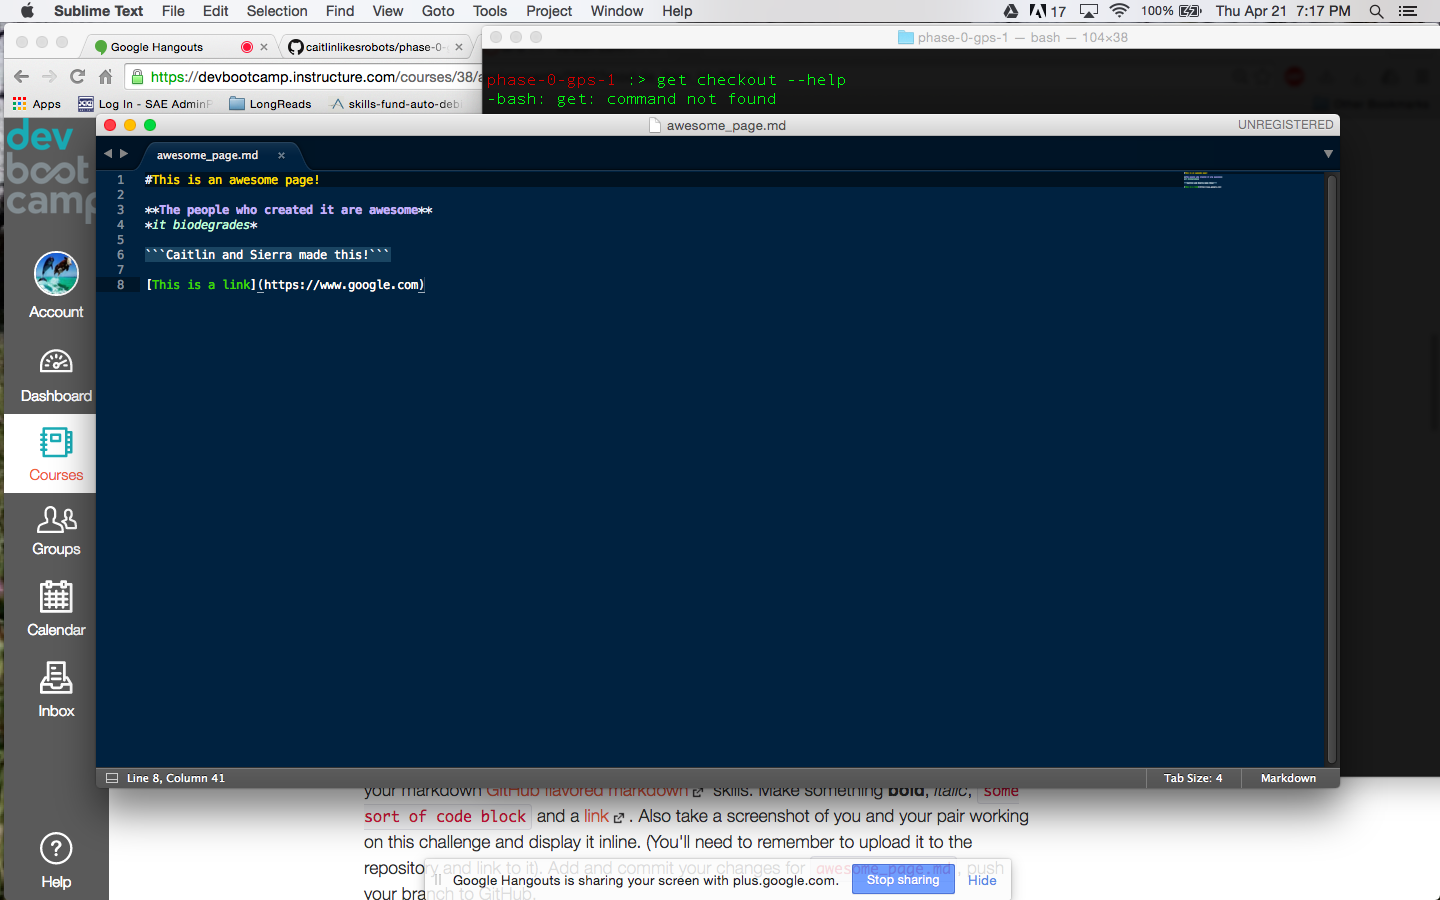 Sublime Text File Edit Selection Find View Goto Tools Project Window Help 17 100% Thu Apr 21 7:17 PM
Google Hangouts × caitlinlikesrobots/phase-0- ×
phase-0-gps-1 — bash — 104×38
https://devbootcamp.instructure.com/courses/38/a
Apps Log In - SAE AdminP LongReads skills-fund-auto-deb
phase-0-gps-1 :> get checkout --help
-bash: get: command not found
awesome_page.md
UNREGISTERED
awesome_page.md ×
dev
boot
camp
1 #This is an awesome page!
2
3 **The people who created it are awesome**
4 *it biodegrades*
5
6 ```Caitlin and Sierra made this!```
7
8 [This is a link](https://www.google.com)
Account
Dashboard
Courses
Groups
Calendar
Inbox
Help
Line 8, Column 41
Tab Size: 4
Markdown
your markdown GitHub flavored markdown skills. Make something bold, italic, some
sort of code block and a link . Also take a screenshot of you and your pair working
on this challenge and display it inline. (You'll need to remember to upload it to the
repository and link to it). Add and commit your changes for awesome_page.md , push
your branch to GitHub.
Google Hangouts is sharing your screen with plus.google.com. Stop sharing Hide